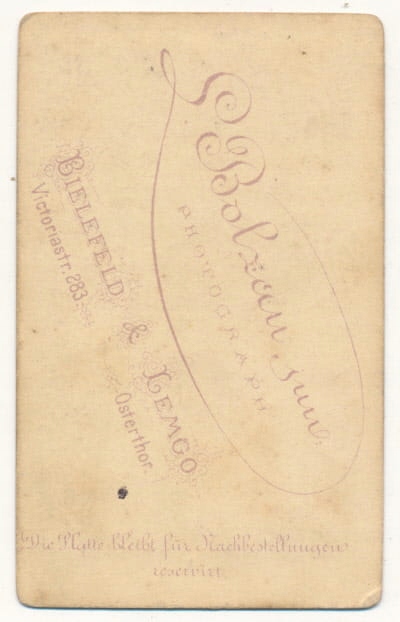 L. Bolzau jun.
PHOTOGRAPH
BIELEFELD & LEMGO
Victoriastr. 283. Osterthor.
Die Platte bleibt für Nachbestellungen
reservirt.